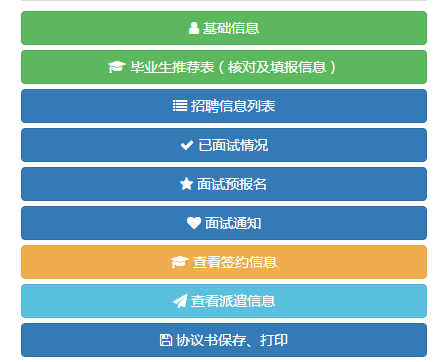 基础信息
毕业生推荐表（核对及填报信息）
招聘信息列表
已面试情况
面试预报名
面试通知
查看签约信息
查看派遣信息
协议书保存、打印